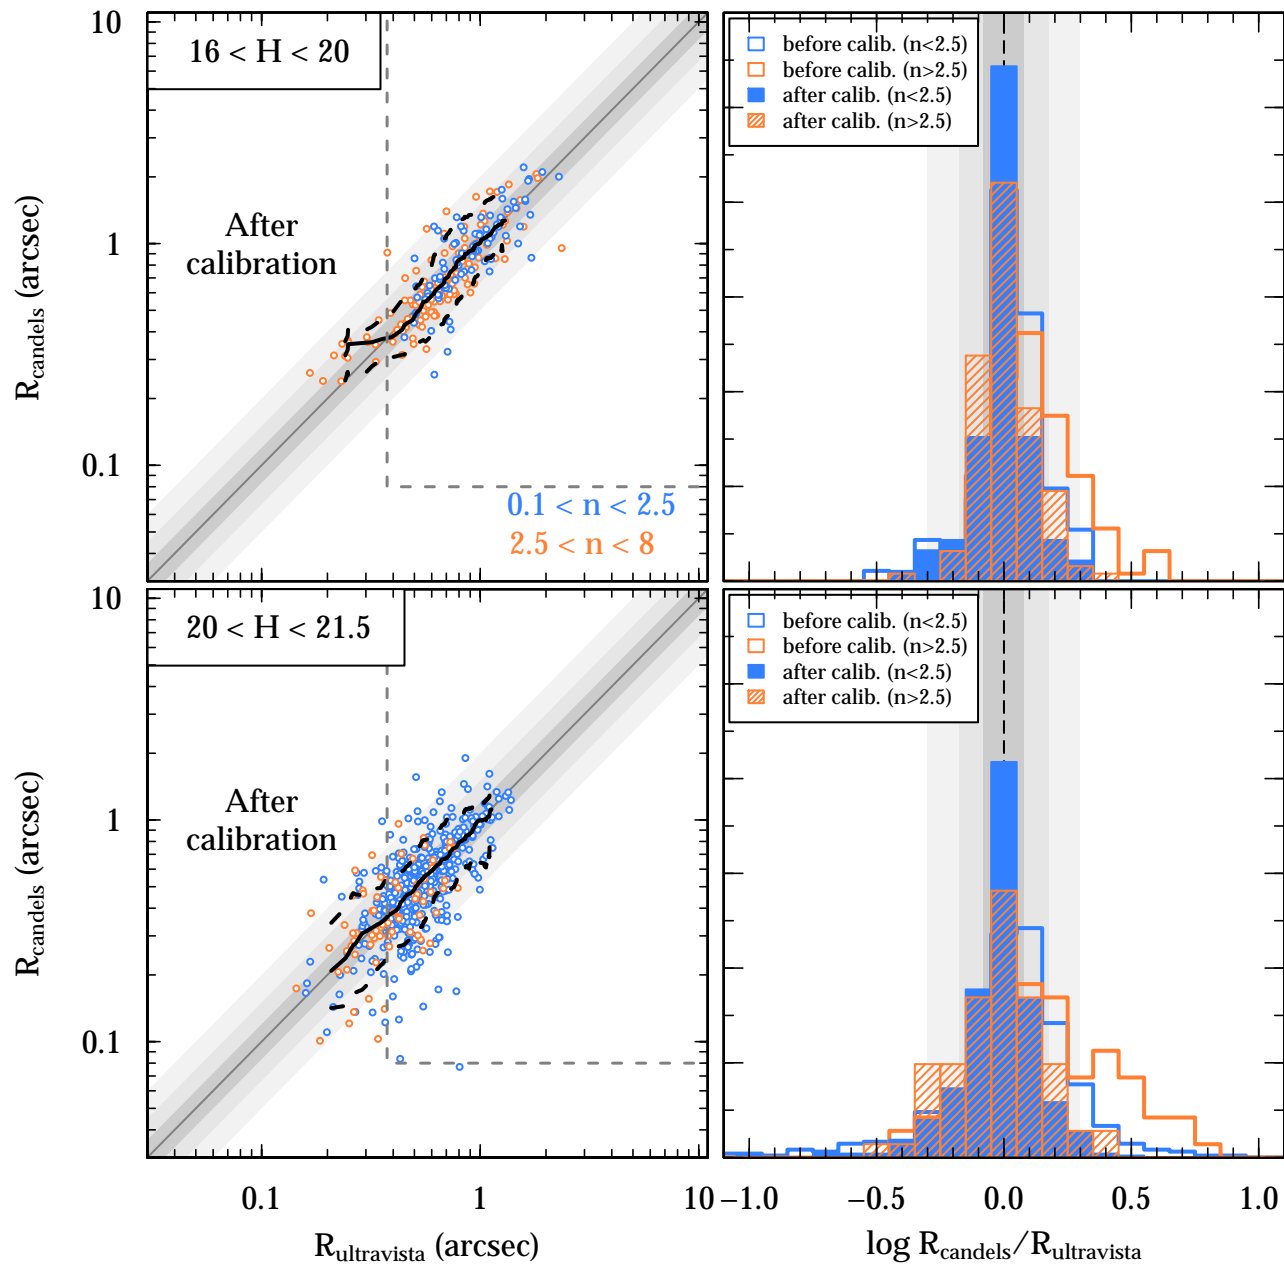 10
1
0.1
R_candels (arcsec)
16 < H < 20
After
calibration
0.1 < n < 2.5
2.5 < n < 8
0.1
1
10
before calib. (n<2.5)
before calib. (n>2.5)
after calib. (n<2.5)
after calib. (n>2.5)
10
1
0.1
R_candels (arcsec)
20 < H < 21.5
After
calibration
before calib. (n<2.5)
before calib. (n>2.5)
after calib. (n<2.5)
after calib. (n>2.5)
0.1
1
10
−1.0
−0.5
0.0
0.5
1.0
R_ultravista (arcsec)
log R_candels/R_ultravista